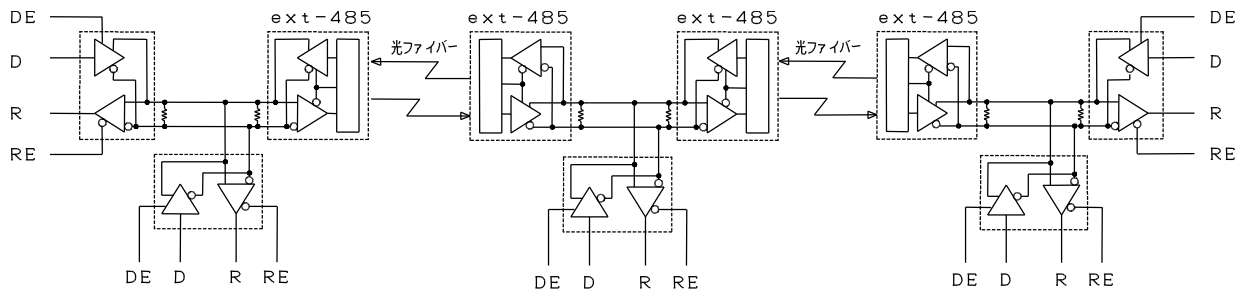 DE ext-485 ext-485 ext-485 ext-485 DE
光ファイバー 光ファイバー
D D
R R
RE RE
DE D R RE DE D R RE DE D R RE